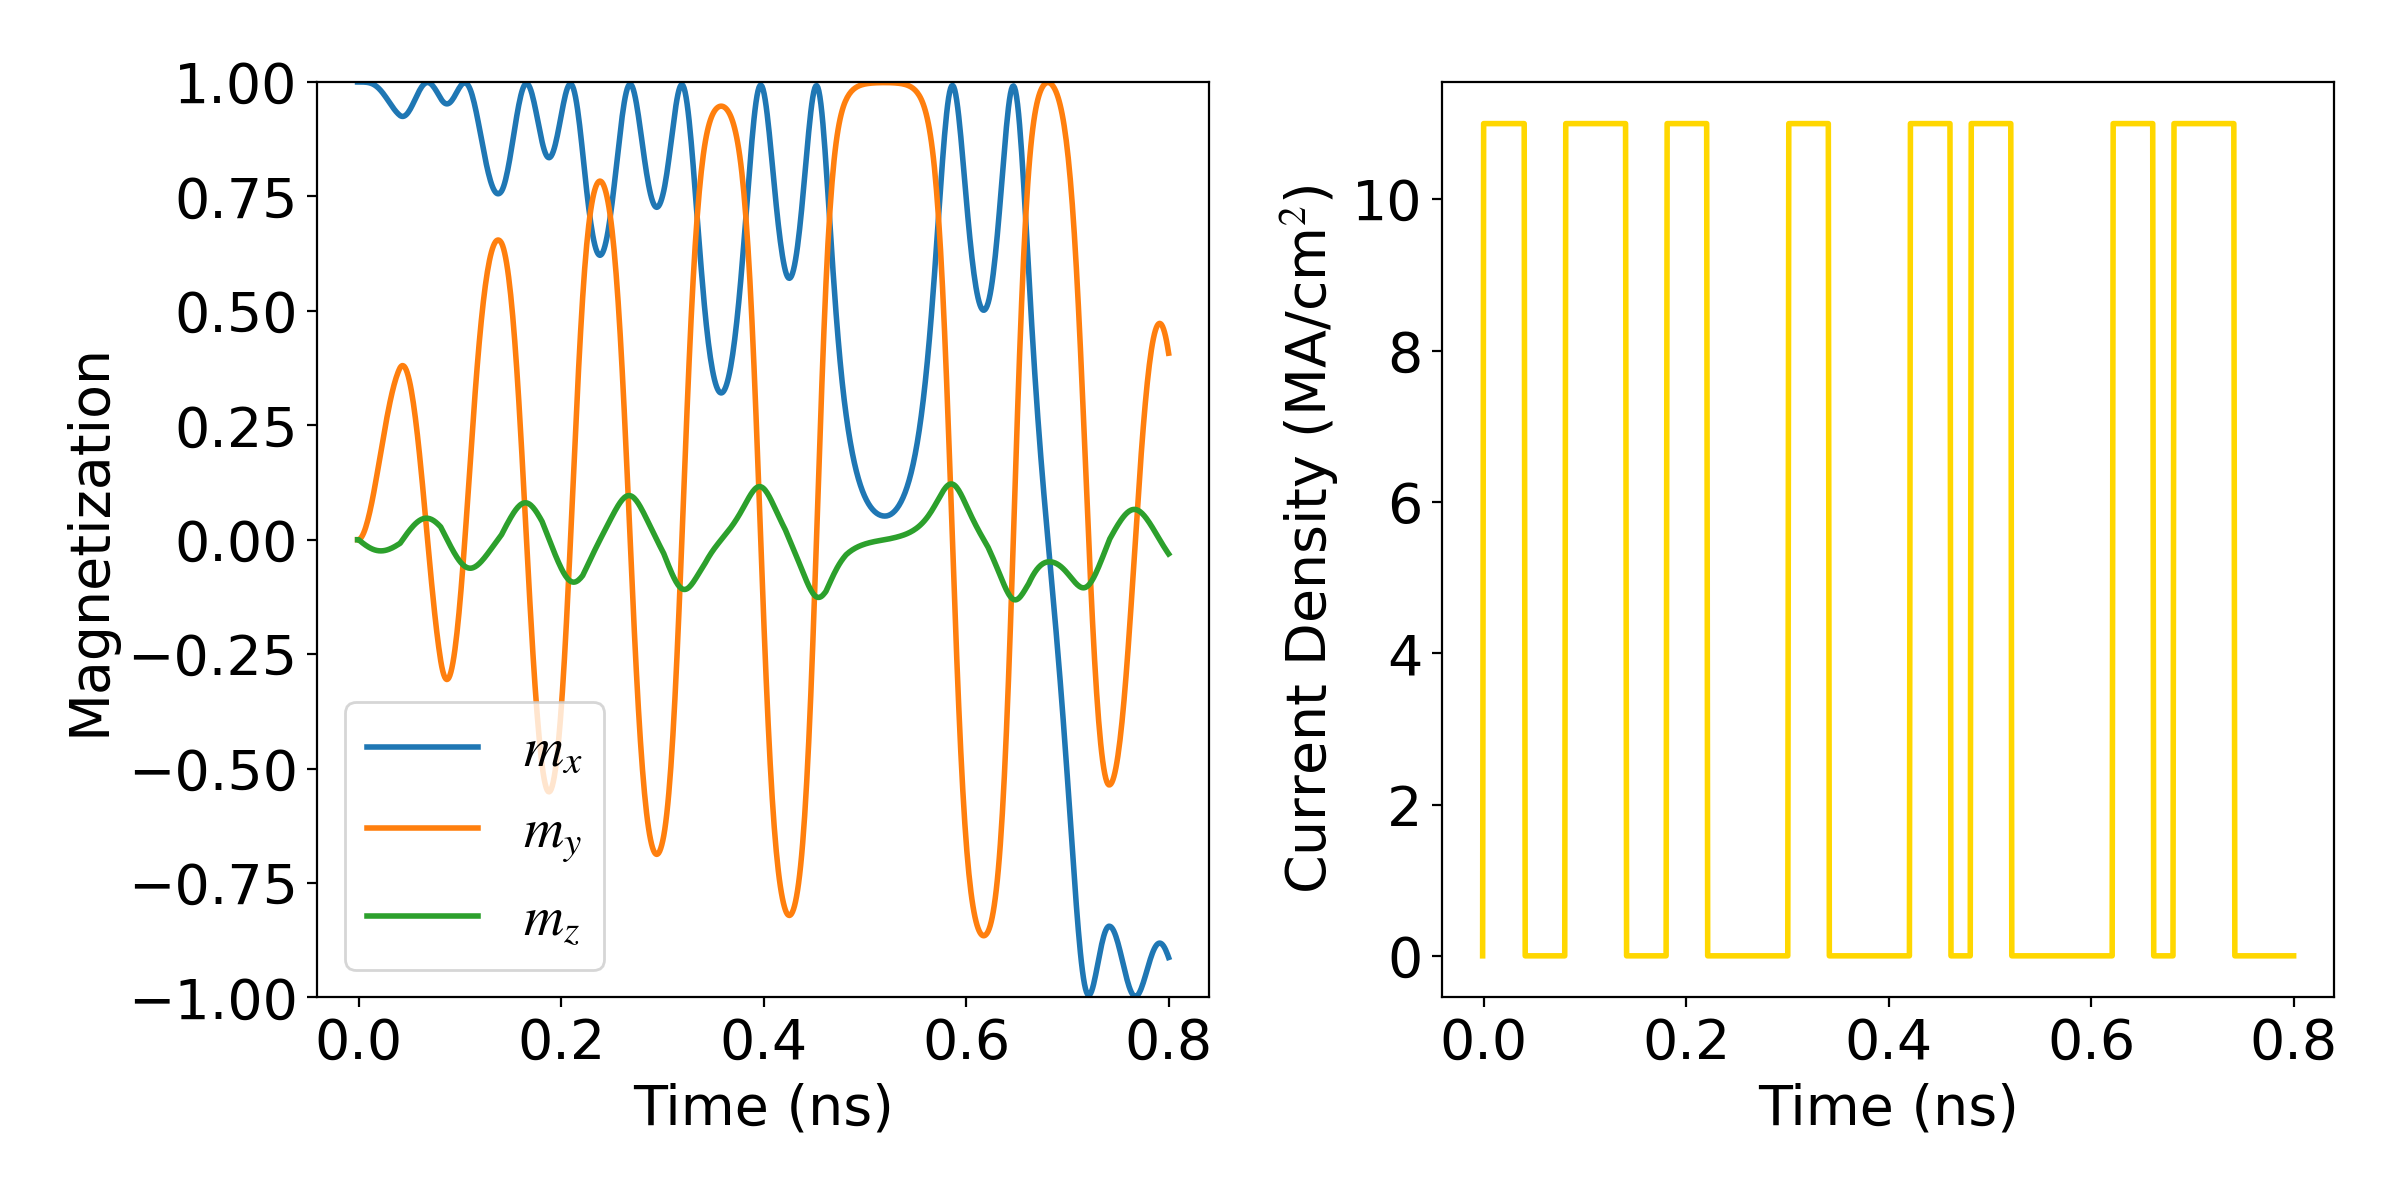 1.00
0.75
0.50
0.25
0.00
−0.25
−0.50
−0.75
−1.00
Magnetization
m_x
m_y
m_z
0.0 0.2 0.4 0.6 0.8
Time (ns)
10
8
6
4
2
0
Current Density (MA/cm²)
0.0 0.2 0.4 0.6 0.8
Time (ns)